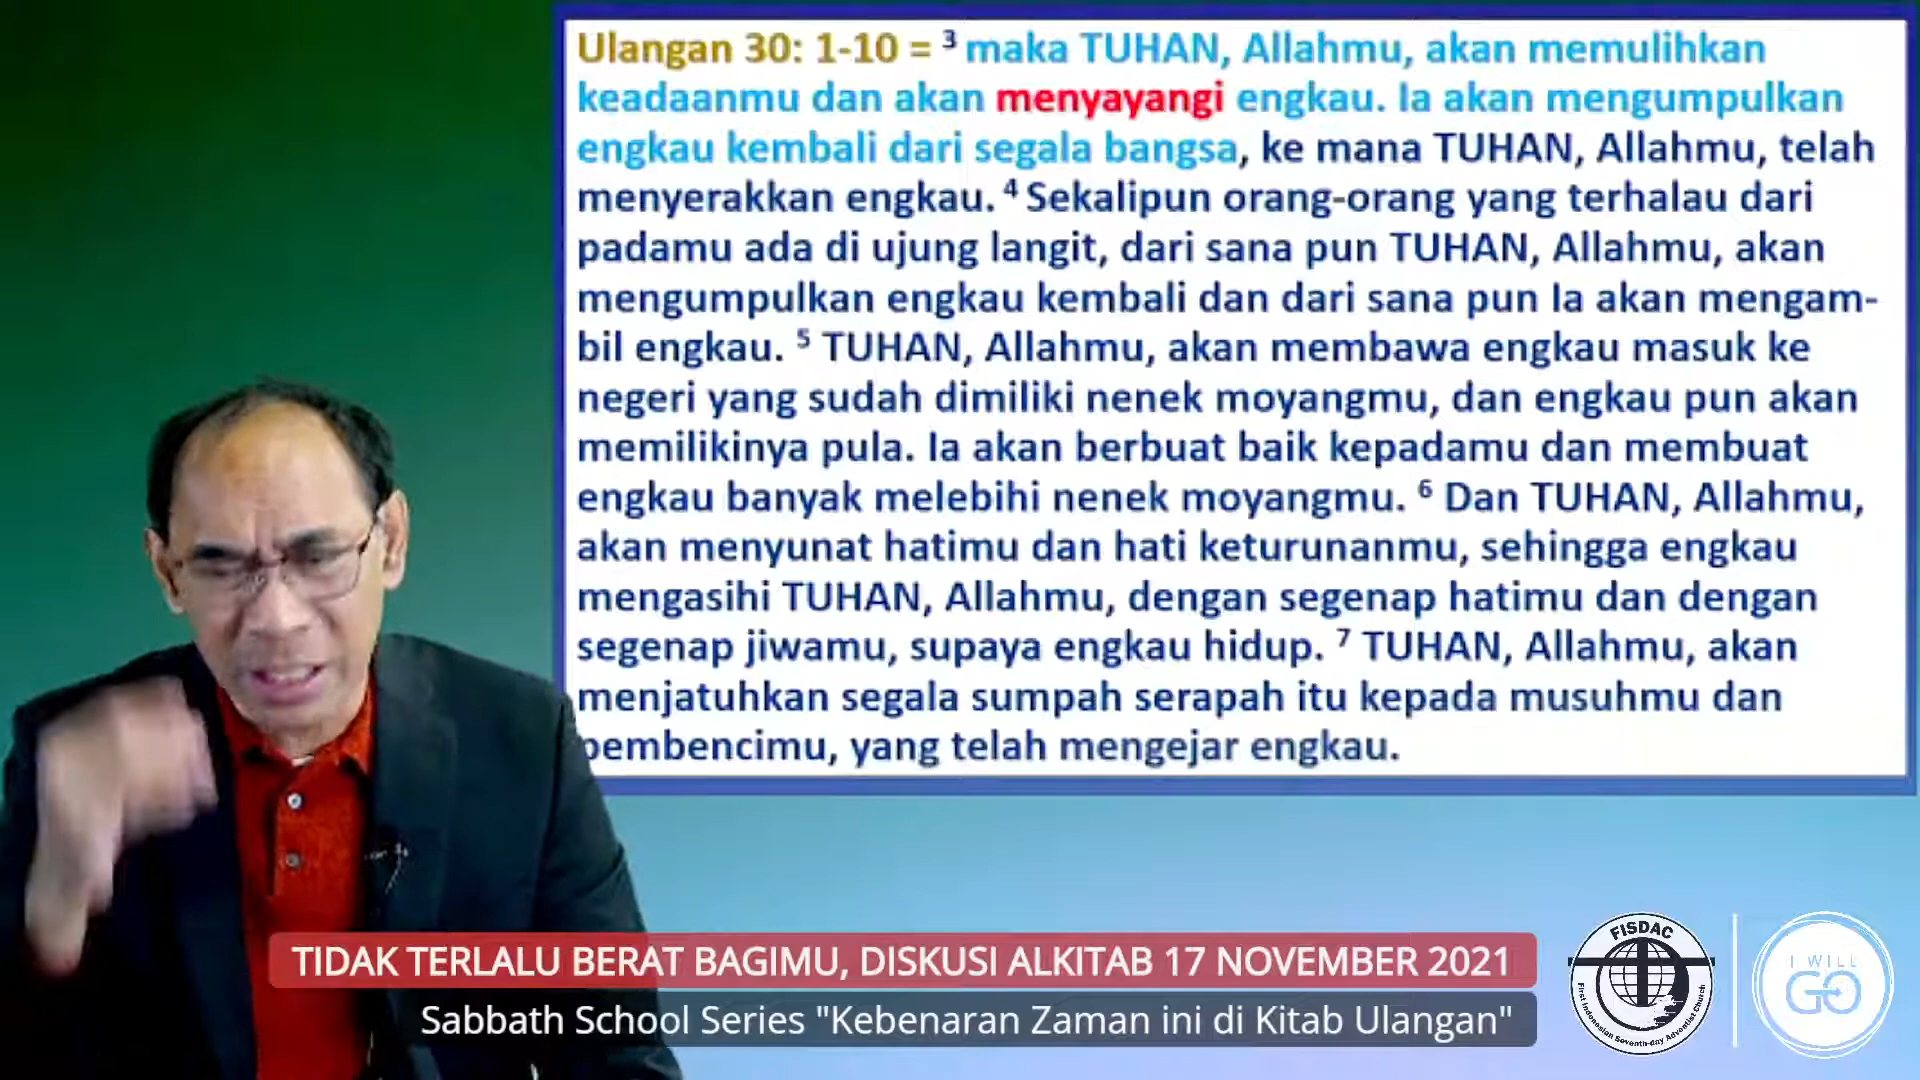 Ulangan 30: 1-10 = ³ maka TUHAN, Allahmu, akan memulihkan
keadaanmu dan akan menyayangi engkau. Ia akan mengumpulkan
engkau kembali dari segala bangsa, ke mana TUHAN, Allahmu, telah
menyerakkan engkau. ⁴ Sekalipun orang-orang yang terhalau dari
padamu ada di ujung langit, dari sana pun TUHAN, Allahmu, akan
mengumpulkan engkau kembali dan dari sana pun Ia akan mengam-
bil engkau. ⁵ TUHAN, Allahmu, akan membawa engkau masuk ke
negeri yang sudah dimiliki nenek moyangmu, dan engkau pun akan
memilikinya pula. Ia akan berbuat baik kepadamu dan membuat
engkau banyak melebihi nenek moyangmu. ⁶ Dan TUHAN, Allahmu,
akan menyunat hatimu dan hati keturunanmu, sehingga engkau
mengasihi TUHAN, Allahmu, dengan segenap hatimu dan dengan
segenap jiwamu, supaya engkau hidup. ⁷ TUHAN, Allahmu, akan
menjatuhkan segala sumpah serapah itu kepada musuhmu dan
pembencimu, yang telah mengejar engkau.
TIDAK TERLALU BERAT BAGIMU, DISKUSI ALKITAB 17 NOVEMBER 2021
Sabbath School Series "Kebenaran Zaman ini di Kitab Ulangan"
FISDAC
First Indonesian Seventh-day Adventist Church
I WILL
GO